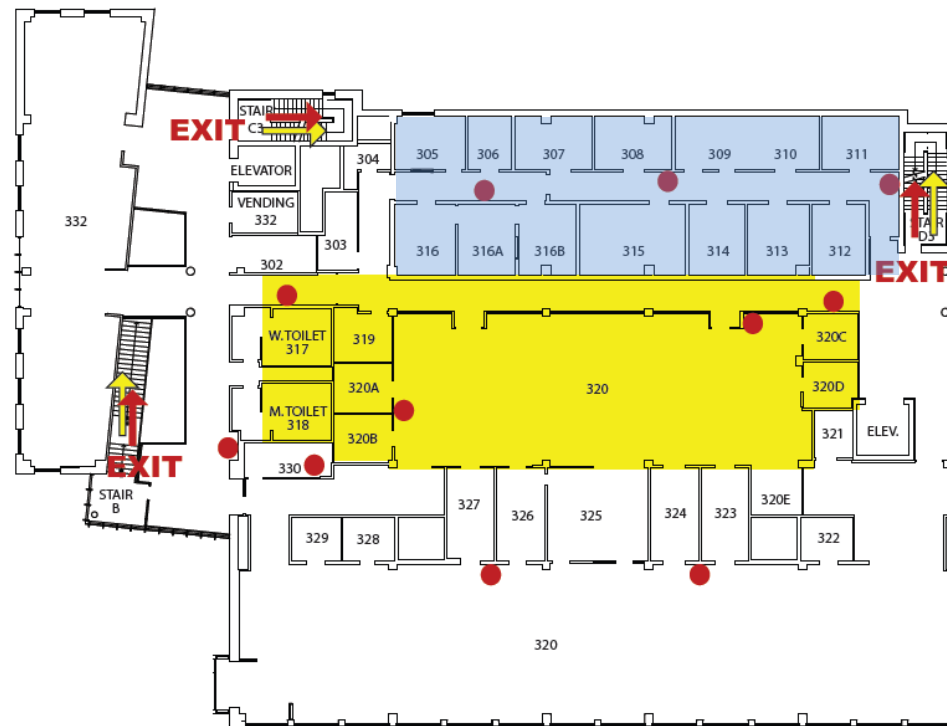 STAIR
C3
EXIT
304
305
306
307
308
309
310
311
ELEVATOR
332
VENDING
332
303
302
316
316A
316B
315
314
313
312
STAIR
D3
EXIT
W. TOILET
317
319
320C
320A
320
320D
M. TOILET
318
320B
321
ELEV.
EXIT
330
STAIR
B
327
326
325
324
323
320E
329
328
322
320